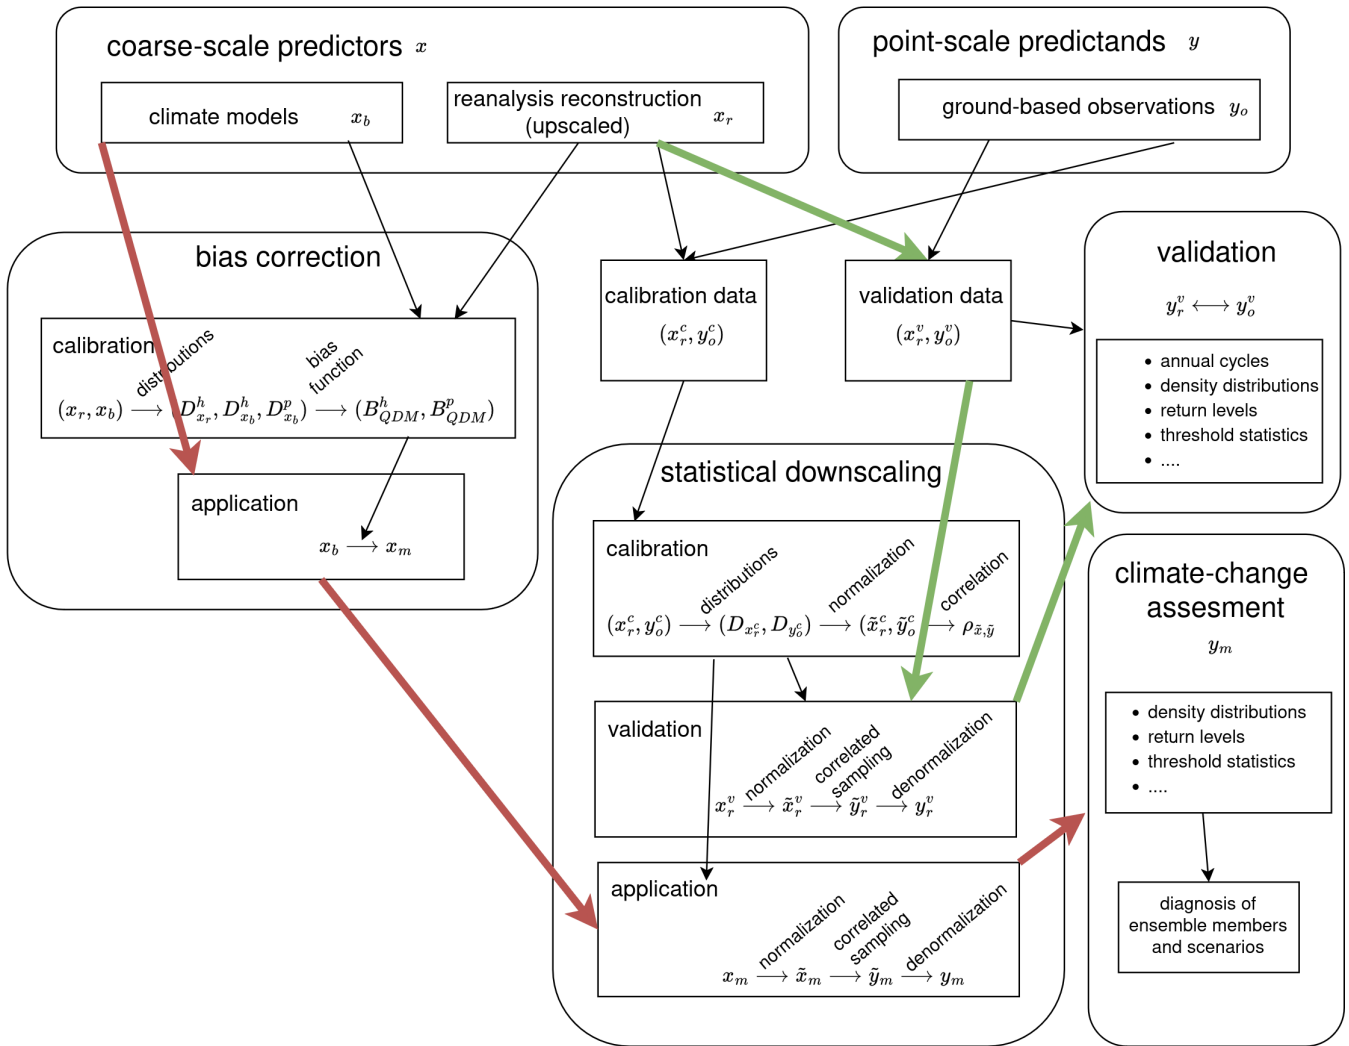 coarse-scale predictors x
climate models x_b
reanalysis reconstruction
(upscaled) x_r
point-scale predictands y
ground-based observations y_o
bias correction
calibration
distributions
bias
function
(x_r, x_b) ⟶ (D^h_{x_r}, D^h_{x_b}, D^p_{x_b}) ⟶ (B^h_{QDM}, B^p_{QDM})
application
x_b ⟶ x_m
calibration data
(x^c_r, y^c_o)
validation data
(x^v_r, y^v_o)
validation
y^v_r ⟷ y^v_o
• annual cycles
• density distributions
• return levels
• threshold statistics
• ....
statistical downscaling
calibration
distributions
normalization
correlation
(x^c_r, y^c_o) ⟶ (D_{x^c_r}, D_{y^c_o}) ⟶ (x̃^c_r, ỹ^c_o ⟶ ρ_{x̃,ỹ}
validation
normalization
correlated
sampling
denormalization
x^v_r ⟶ x̃^v_r ⟶ ỹ^v_r ⟶ y^v_r
application
normalization
correlated
sampling
denormalization
x_m ⟶ x̃_m ⟶ ỹ_m ⟶ y_m
climate-change
assesment
y_m
• density distributions
• return levels
• threshold statistics
• ....
diagnosis of
ensemble members
and scenarios